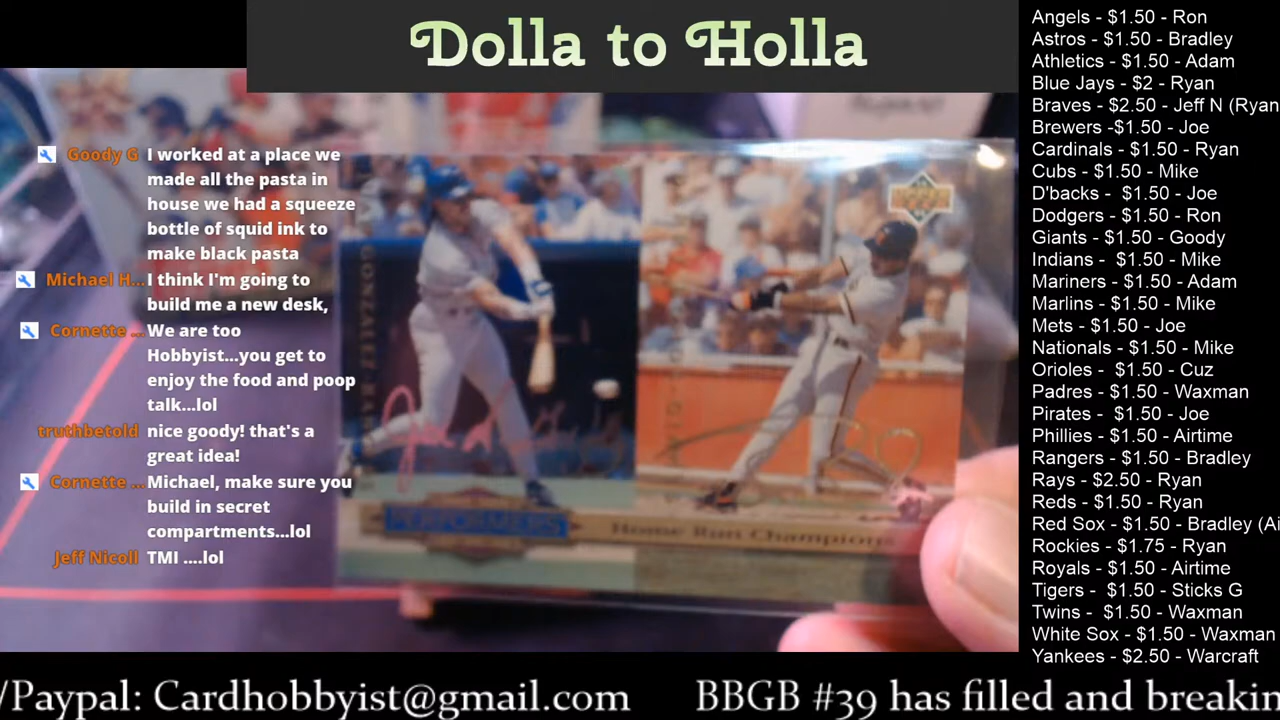 Dolla to Holla
Goody G I worked at a place we
made all the pasta in
house we had a squeeze
bottle of squid ink to
make black pasta
Michael H... I think I'm going to
build me a new desk,
Cornette ... We are too
Hobbyist...you get to
enjoy the food and poop
talk...lol
truthbetold nice goody! that's a
great idea!
Cornette ... Michael, make sure you
build in secret
compartments...lol
Jeff Nicoll TMI ....lol
UPPER DECK
PERFORMERS
Home Run Champions
Angels - $1.50 - Ron
Astros - $1.50 - Bradley
Athletics - $1.50 - Adam
Blue Jays - $2 - Ryan
Braves - $2.50 - Jeff N (Ryan
Brewers -$1.50 - Joe
Cardinals - $1.50 - Ryan
Cubs - $1.50 - Mike
D'backs - $1.50 - Joe
Dodgers - $1.50 - Ron
Giants - $1.50 - Goody
Indians - $1.50 - Mike
Mariners - $1.50 - Adam
Marlins - $1.50 - Mike
Mets - $1.50 - Joe
Nationals - $1.50 - Mike
Orioles - $1.50 - Cuz
Padres - $1.50 - Waxman
Pirates - $1.50 - Joe
Phillies - $1.50 - Airtime
Rangers - $1.50 - Bradley
Rays - $2.50 - Ryan
Reds - $1.50 - Ryan
Red Sox - $1.50 - Bradley (Ai
Rockies - $1.75 - Ryan
Royals - $1.50 - Airtime
Tigers - $1.50 - Sticks G
Twins - $1.50 - Waxman
White Sox - $1.50 - Waxman
Yankees - $2.50 - Warcraft
/Paypal: Cardhobbyist@gmail.com BBGB #39 has filled and breakin